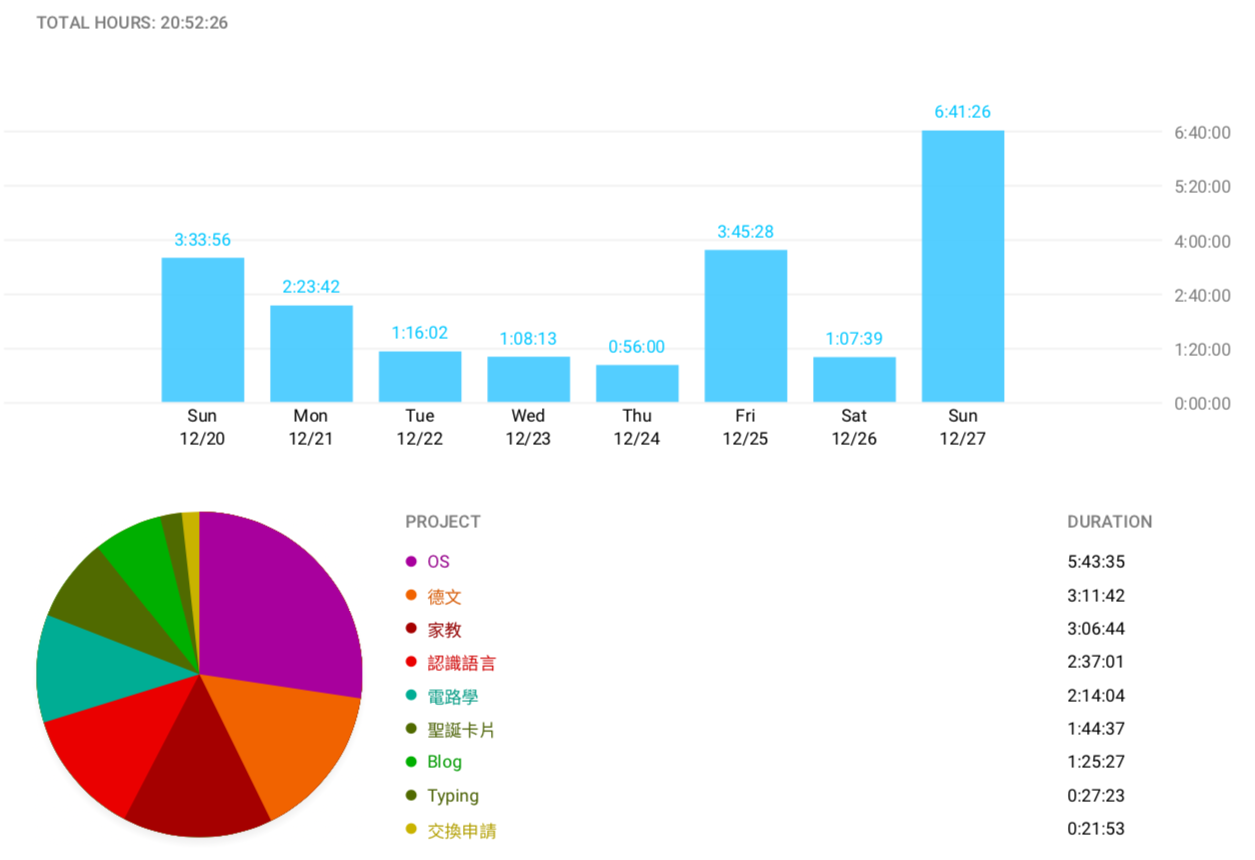 TOTAL HOURS: 20:52:26
6:41:26
6:40:00
5:20:00
3:45:28
3:33:56
4:00:00
2:23:42
2:40:00
1:16:02
1:08:13
0:56:00
1:07:39
1:20:00
0:00:00
Sun Mon Tue Wed Thu Fri Sat Sun
12/20 12/21 12/22 12/23 12/24 12/25 12/26 12/27
PROJECT DURATION
OS 5:43:35
德文 3:11:42
家教 3:06:44
認識語言 2:37:01
電路學 2:14:04
聖誕卡片 1:44:37
Blog 1:25:27
Typing 0:27:23
交換申請 0:21:53